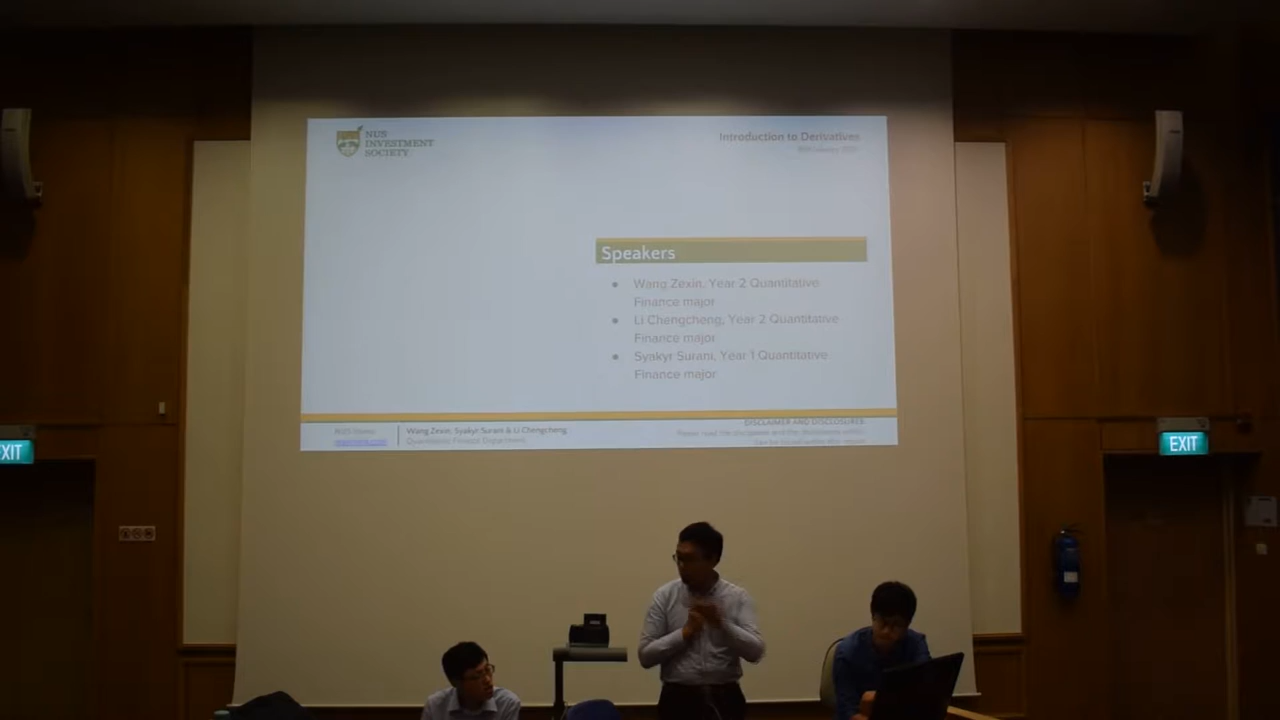 NUS
INVESTMENT
SOCIETY
Introduction to Derivatives
Speakers
● Wang Zexin, Year 2 Quantitative
Finance major
● Li Chengcheng, Year 2 Quantitative
Finance major
● Syakyr Surani, Year 1 Quantitative
Finance major
Wang Zexin, Syakyr Surani & Li Chengcheng
Quantitative Finance Department
DISCLAIMER AND DISCLOSURES
EXIT
EXIT